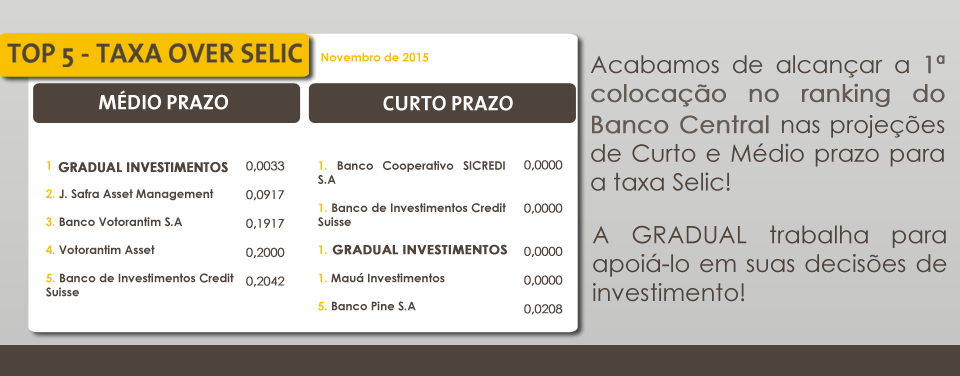 TOP 5 - TAXA OVER SELIC
Novembro de 2015
MÉDIO PRAZO
1 GRADUAL INVESTIMENTOS 0,0033
2. J. Safra Asset Management 0,0917
3. Banco Votorantim S.A 0,1917
4. Votorantim Asset 0,2000
5. Banco de Investimentos Credit 0,2042
Suisse
CURTO PRAZO
1. Banco Cooperativo SICREDI 0,0000
S.A
1. Banco de Investimentos Credit 0,0000
Suisse
1. GRADUAL INVESTIMENTOS 0,0000
1. Mauá Investimentos 0,0000
5. Banco Pine S.A 0,0208
Acabamos de alcançar a 1ª
colocação no ranking do
Banco Central nas projeções
de Curto e Médio prazo para
a taxa Selic!
A GRADUAL trabalha para
apoiá-lo em suas decisões de
investimento!